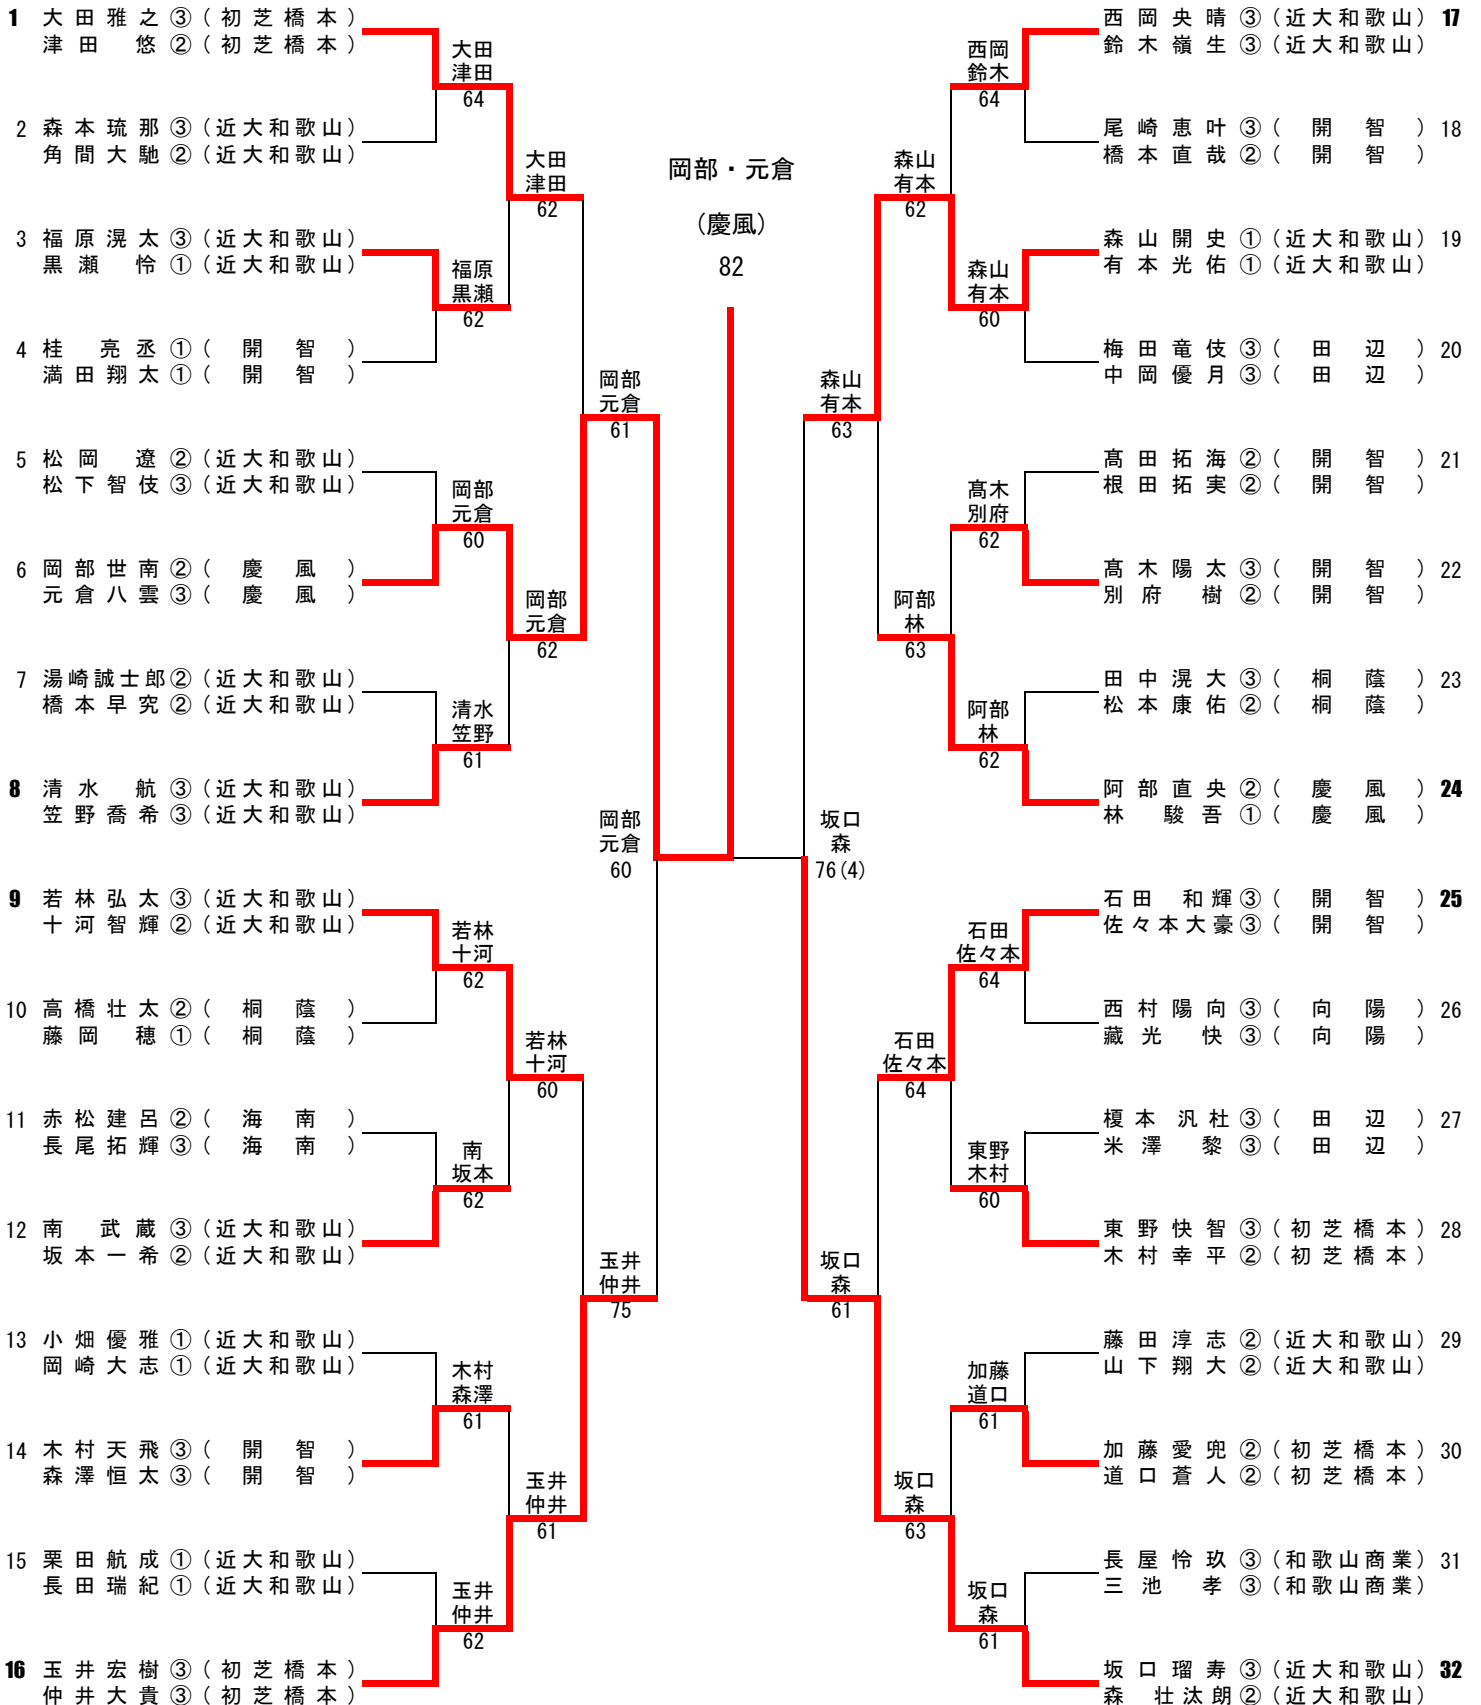 1 大田雅之③(初芝橋本)
津田　悠②(初芝橋本)
2 森本琉那③(近大和歌山)
角間大馳②(近大和歌山)
3 福原滉太③(近大和歌山)
黒瀬　怜①(近大和歌山)
4 桂　亮丞①(開智)
満田翔太①(開智)
5 松岡　遼②(近大和歌山)
松下智伎③(近大和歌山)
6 岡部世南②(慶風)
元倉八雲③(慶風)
7 湯崎誠士郎②(近大和歌山)
橋本早究②(近大和歌山)
8 清水　航③(近大和歌山)
笠野喬希③(近大和歌山)
9 若林弘太③(近大和歌山)
十河智輝②(近大和歌山)
10 高橋壮太②(桐蔭)
藤岡　穂①(桐蔭)
11 赤松建呂②(海南)
長尾拓輝③(海南)
12 南　武蔵③(近大和歌山)
坂本一希②(近大和歌山)
13 小畑優雅①(近大和歌山)
岡崎大志①(近大和歌山)
14 木村天飛③(開智)
森澤恒太③(開智)
15 栗田航成①(近大和歌山)
長田瑞紀①(近大和歌山)
16 玉井宏樹③(初芝橋本)
仲井大貴③(初芝橋本)
大田
津田
64
福原
黒瀬
62
岡部
元倉
60
清水
笠野
61
若林
十河
62
南
坂本
62
木村
森澤
61
玉井
仲井
62
大田
津田
62
岡部
元倉
62
若林
十河
60
玉井
仲井
61
岡部
元倉
61
玉井
仲井
75
岡部
元倉
60
岡部・元倉
(慶風)
82
坂口
森
76(4)
森山
有本
63
坂口
森
61
森山
有本
62
阿部
林
63
石田
佐々本
64
坂口
森
63
西岡
鈴木
64
森山
有本
60
髙木
別府
62
阿部
林
62
石田
佐々本
64
東野
木村
60
加藤
道口
61
坂口
森
61
西岡央晴③(近大和歌山) 17
鈴木嶺生③(近大和歌山)
尾崎恵叶③(開智) 18
橋本直哉②(開智)
森山開史①(近大和歌山) 19
有本光佑①(近大和歌山)
梅田竜伎③(田辺) 20
中岡優月③(田辺)
髙田拓海②(開智) 21
根田拓実②(開智)
髙木陽太③(開智) 22
別府　樹②(開智)
田中滉大③(桐蔭) 23
松本康佑②(桐蔭)
阿部直央②(慶風) 24
林　駿吾①(慶風)
石田　和輝③(開智) 25
佐々本大豪③(開智)
西村陽向③(向陽) 26
藏光　快③(向陽)
榎本汎杜③(田辺) 27
米澤　黎③(田辺)
東野快智③(初芝橋本) 28
木村幸平②(初芝橋本)
藤田淳志②(近大和歌山) 29
山下翔大②(近大和歌山)
加藤愛兜②(初芝橋本) 30
道口蒼人②(初芝橋本)
長屋怜玖③(和歌山商業) 31
三池　孝③(和歌山商業)
坂口瑠寿③(近大和歌山) 32
森　壮汰朗②(近大和歌山)